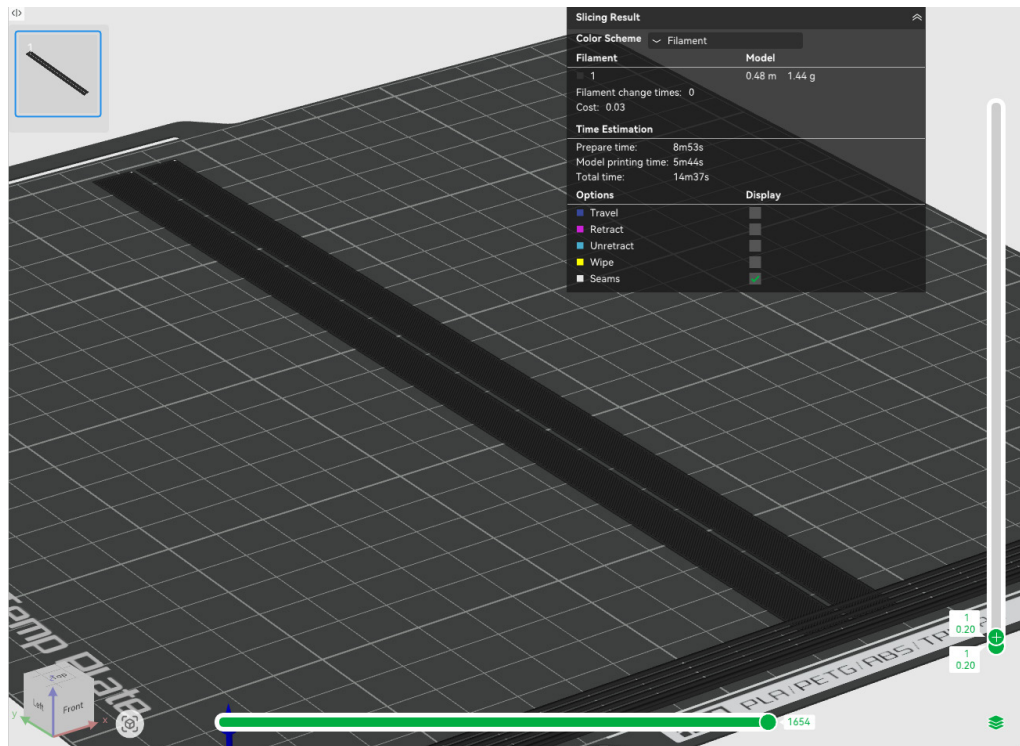 Slicing Result
Color Scheme Filament
Filament Model
1 0.48 m 1.44 g
Filament change times: 0
Cost: 0.03
Time Estimation
Prepare time: 8m53s
Model printing time: 5m44s
Total time: 14m37s
Options Display
Travel
Retract
Unretract
Wipe
Seams
1
0.20
1
0.20
PLA/PETG/ABS/TP
Plate
Top
Left Front
y x
1654